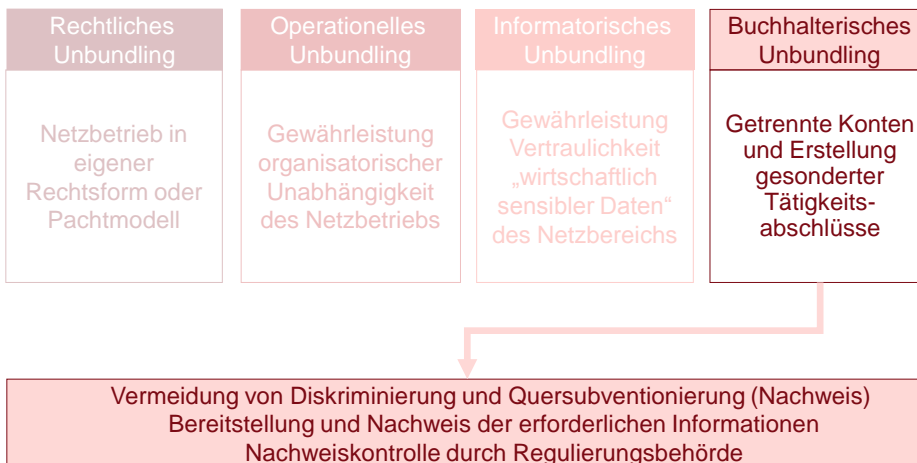 Rechtliches
Unbundling
Netzbetrieb in
eigener
Rechtsform oder
Pachtmodell
Operationelles
Unbundling
Gewährleistung
organisatorischer
Unabhängigkeit
des Netzbetriebs
Informatorisches
Unbundling
Gewährleistung
Vertraulichkeit
„wirtschaftlich
sensibler Daten“
des Netzbereichs
Buchhalterisches
Unbundling
Getrennte Konten
und Erstellung
gesonderter
Tätigkeits-
abschlüsse
Vermeidung von Diskriminierung und Quersubventionierung (Nachweis)
Bereitstellung und Nachweis der erforderlichen Informationen
Nachweiskontrolle durch Regulierungsbehörde